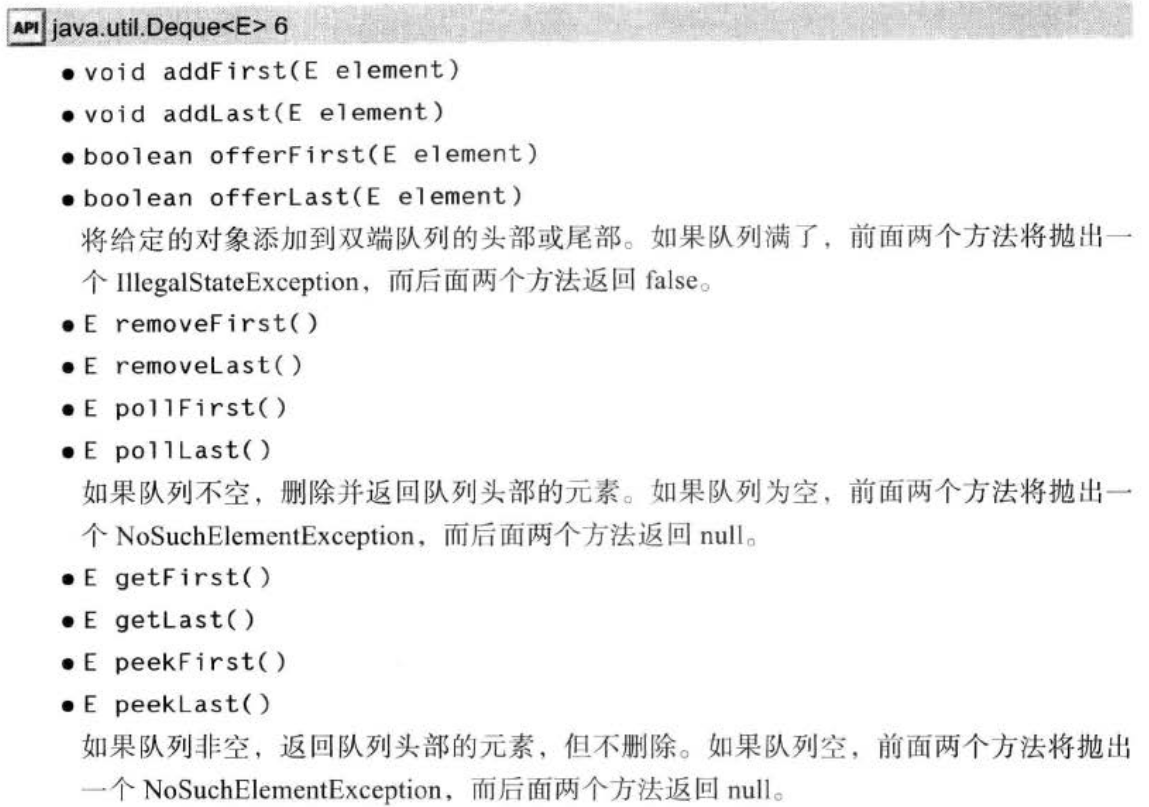 API java.util.Deque<E> 6
• void addFirst(E element)
• void addLast(E element)
• boolean offerFirst(E element)
• boolean offerLast(E element)
将给定的对象添加到双端队列的头部或尾部。如果队列满了，前面两个方法将抛出一
个 IllegalStateException，而后面两个方法返回 false。
• E removeFirst()
• E removeLast()
• E pollFirst()
• E pollLast()
如果队列不空，删除并返回队列头部的元素。如果队列为空，前面两个方法将抛出一
个 NoSuchElementException，而后面两个方法返回 null。
• E getFirst()
• E getLast()
• E peekFirst()
• E peekLast()
如果队列非空，返回队列头部的元素，但不删除。如果队列空，前面两个方法将抛出
一个 NoSuchElementException，而后面两个方法返回 null。